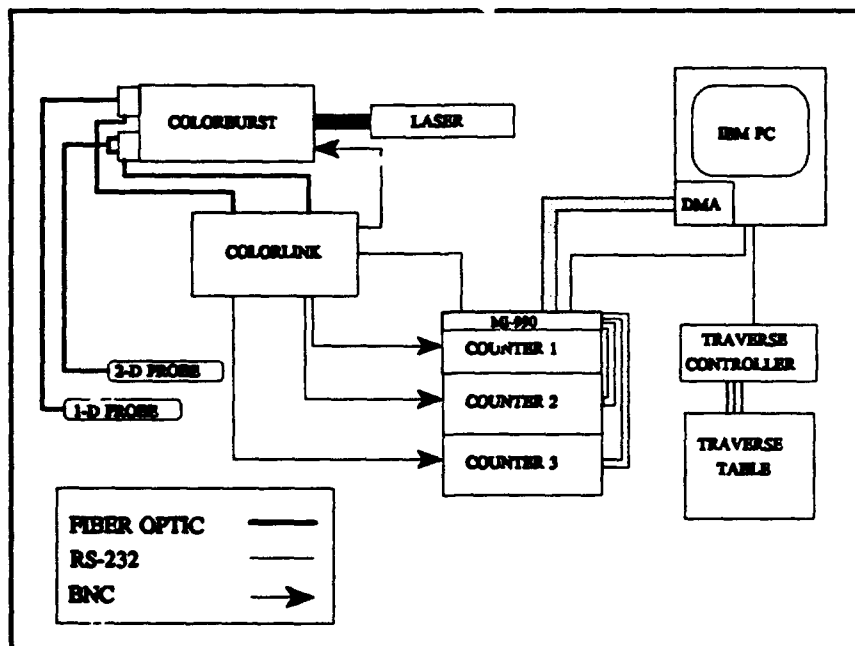 COLORBURST
LASER
IBM PC
DMA
COLORLINK
MI-990
COUNTER 1
COUNTER 2
COUNTER 3
TRAVERSE
CONTROLLER
TRAVERSE
TABLE
2-D PROBE
1-D PROBE
FIBER OPTIC
RS-232
BNC